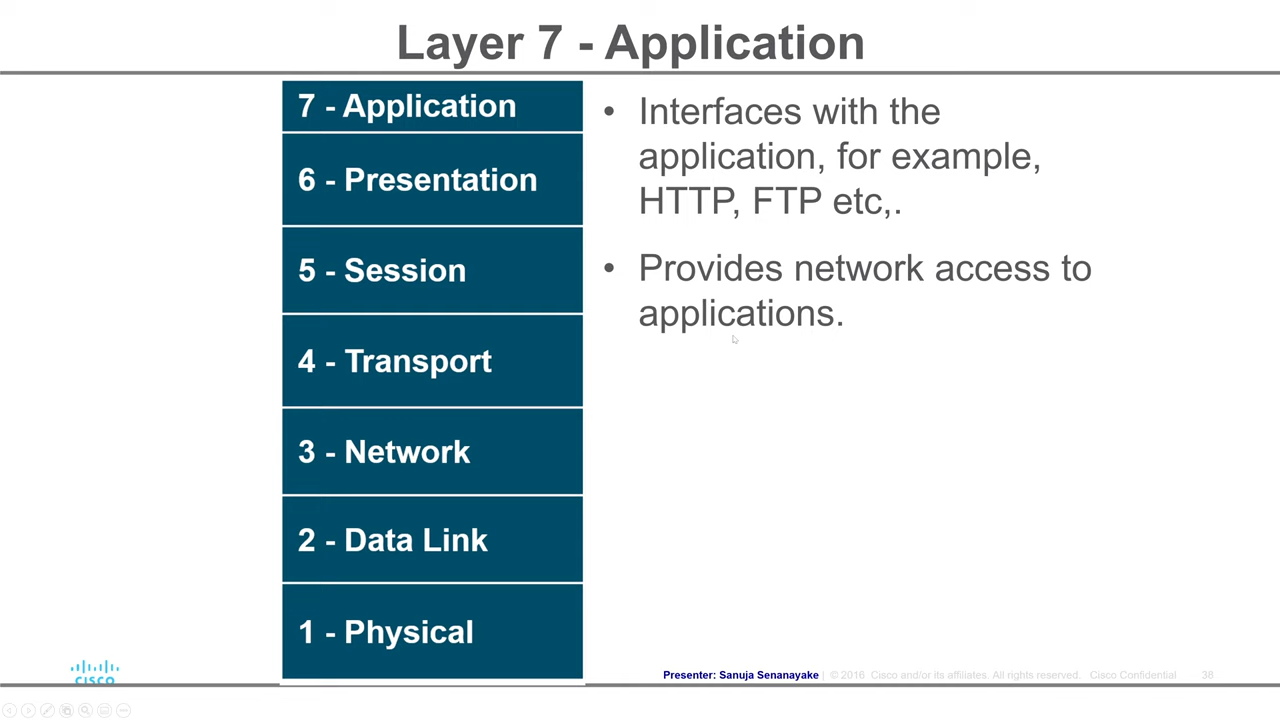 Layer 7 - Application
7 - Application
6 - Presentation
5 - Session
4 - Transport
3 - Network
2 - Data Link
1 - Physical
• Interfaces with the
application, for example,
HTTP, FTP etc,.
• Provides network access to
applications.
CISCO
Presenter: Sanuja Senanayake | © 2016 Cisco and/or its affiliates. All rights reserved. Cisco Confidential 38